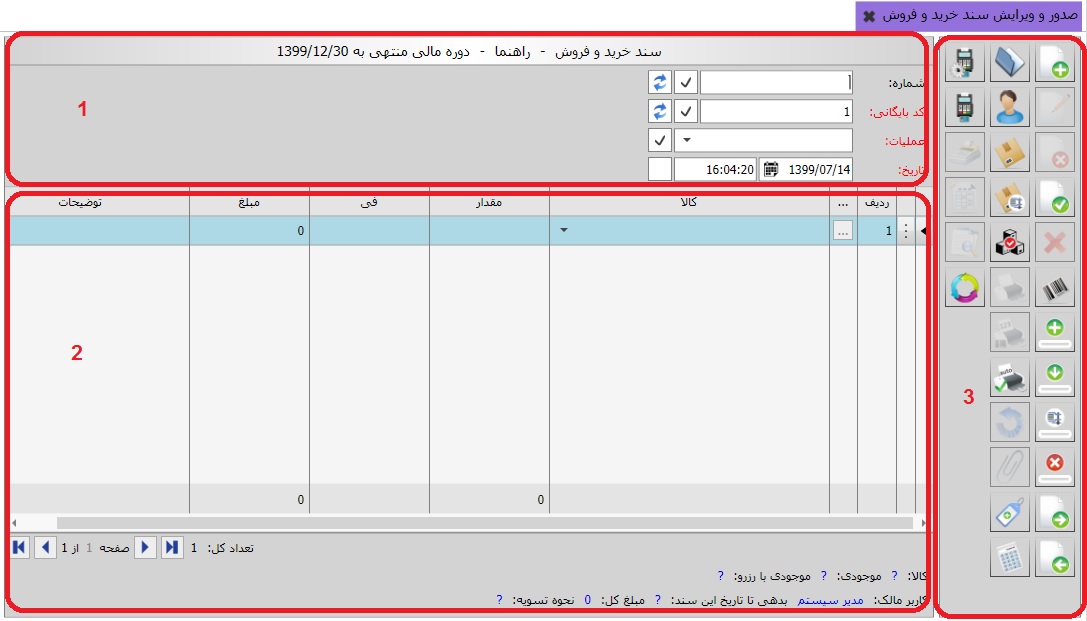 صدور و ویرایش سند خرید و فروش
سند خرید و فروش - راهنما - دوره مالی منتهی به 1399/12/30
1
شماره:
کد بایگانی: 1
عملیات:
تاریخ: 1399/07/14 16:04:20
ردیف ... کالا مقدار فی مبلغ توضیحات
1 ... 0
2
3
auto
0 0
تعداد کل: 1 صفحه 1 از 1
کالا: ? موجودی: ? موجودی با رزرو: ?
کاربر مالک: مدیر سیستم بدهی تا تاریخ این سند: ? مبلغ کل: 0 نحوه تسویه: ?